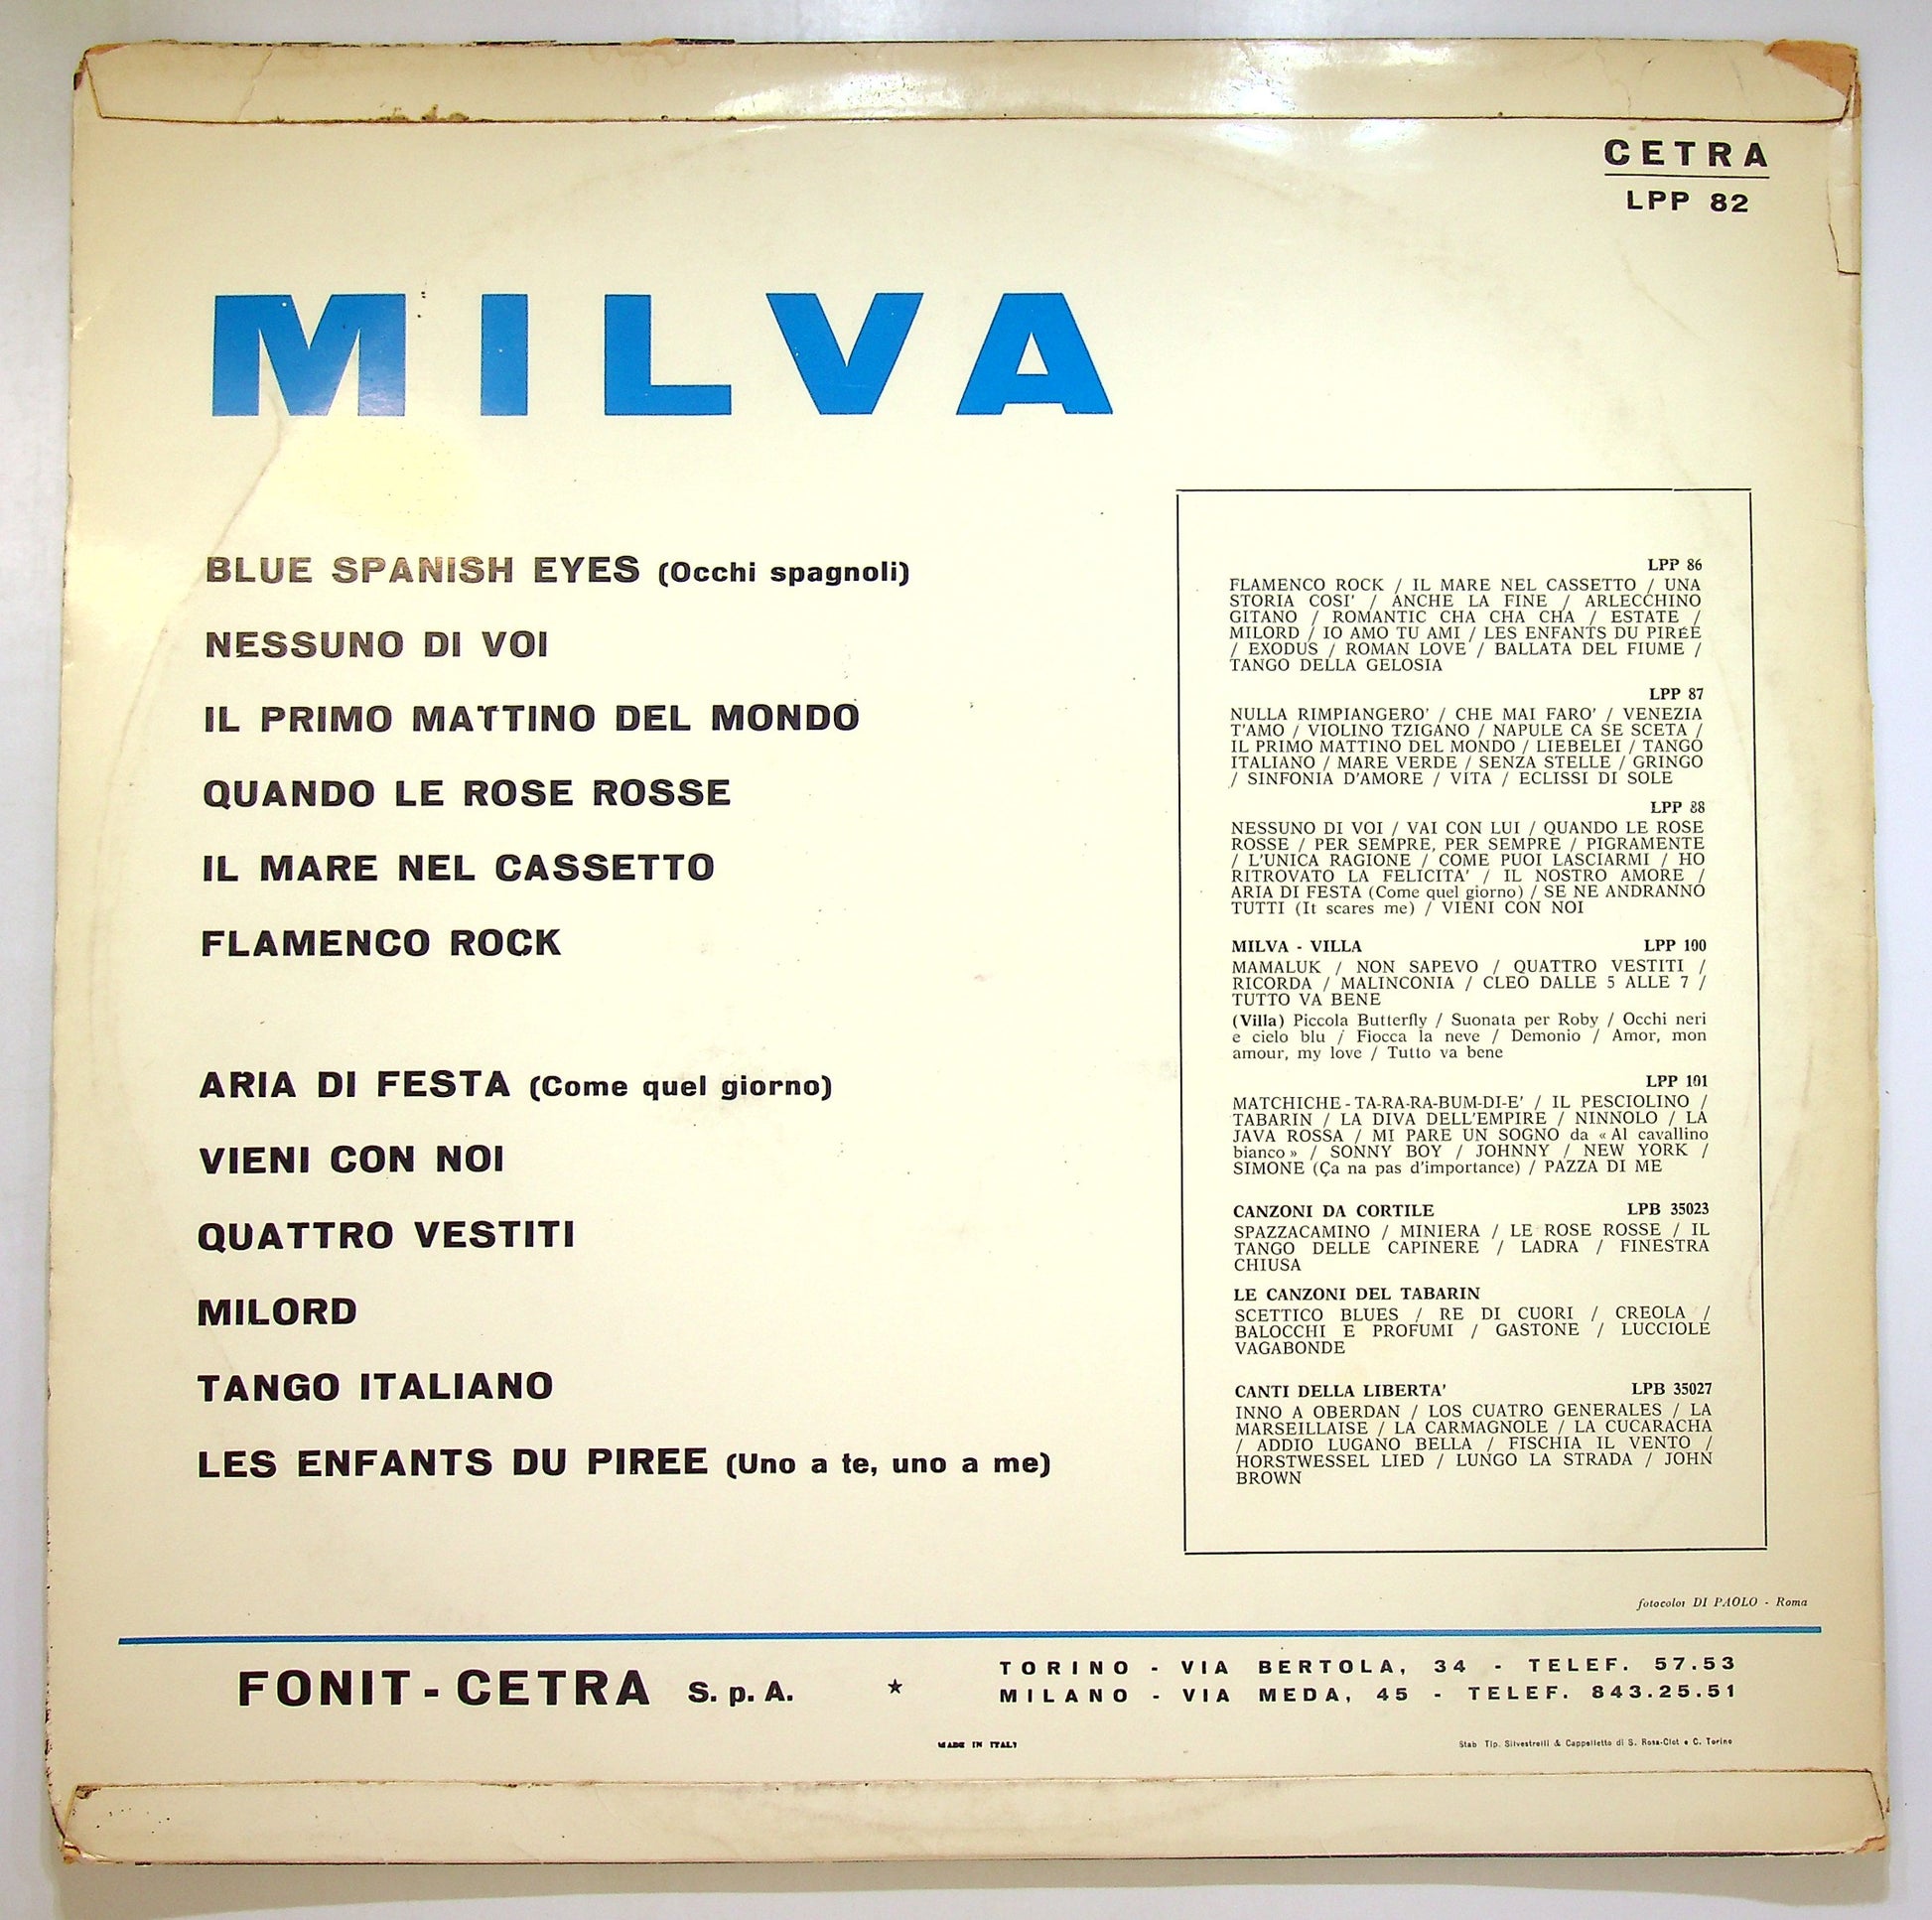 CETRA
LPP 82
MILVA
BLUE SPANISH EYES (Occhi spagnoli)
NESSUNO DI VOI
IL PRIMO MATTINO DEL MONDO
QUANDO LE ROSE ROSSE
IL MARE NEL CASSETTO
FLAMENCO ROCK
ARIA DI FESTA (Come quel giorno)
VIENI CON NOI
QUATTRO VESTITI
MILORD
TANGO ITALIANO
LES ENFANTS DU PIREE (Uno a te, uno a me)
LPP 86
FLAMENCO ROCK / IL MARE NEL CASSETTO / UNA
STORIA COSI' / ANCHE LA FINE / ARLECCHINO
GITANO / ROMANTIC CHA CHA CHA / ESTATE /
MILORD / IO AMO TU AMI / LES ENFANTS DU PIRÉE
/ EXODUS / ROMAN LOVE / BALLATA DEL FIUME /
TANGO DELLA GELOSIA
LPP 87
NULLA RIMPIANGERO' / CHE MAI FARO' / VENEZIA
T'AMO / VIOLINO TZIGANO / NAPULE CA SE SCETA /
IL PRIMO MATTINO DEL MONDO / LIEBELEI / TANGO
ITALIANO / MARE VERDE / SENZA STELLE / GRINGO
/ SINFONIA D'AMORE / VITA / ECLISSI DI SOLE
LPP 88
NESSUNO DI VOI / VAI CON LUI / QUANDO LE ROSE
ROSSE / PER SEMPRE, PER SEMPRE / PIGRAMENTE
/ L'UNICA RAGIONE / COME PUOI LASCIARMI / HO
RITROVATO LA FELICITA' / IL NOSTRO AMORE /
ARIA DI FESTA (Come quel giorno) / SE NE ANDRANNO
TUTTI (It scares me) / VIENI CON NOI
MILVA - VILLA LPP 100
MAMALUK / NON SAPEVO / QUATTRO VESTITI /
RICORDA / MALINCONIA / CLEO DALLE 5 ALLE 7 /
TUTTO VA BENE
(Villa) Piccola Butterfly / Suonata per Roby / Occhi neri
e cielo blu / Fiocca la neve / Demonio / Amor, mon
amour, my love / Tutto va bene
LPP 101
MATCHICHE - TA-RA-RA-BUM-DI-E' / IL PESCIOLINO /
TABARIN / LA DIVA DELL'EMPIRE / NINNOLO / LA
JAVA ROSSA / MI PARE UN SOGNO da « Al cavallino
bianco » / SONNY BOY / JOHNNY / NEW YORK /
SIMONE (Ça na pas d'importance) / PAZZA DI ME
CANZONI DA CORTILE LPB 35023
SPAZZACAMINO / MINIERA / LE ROSE ROSSE / IL
TANGO DELLE CAPINERE / LADRA / FINESTRA
CHIUSA
LE CANZONI DEL TABARIN
SCETTICO BLUES / RE DI CUORI / CREOLA /
BALOCCHI E PROFUMI / GASTONE / LUCCIOLE
VAGABONDE
CANTI DELLA LIBERTA' LPB 35027
INNO A OBERDAN / LOS CUATRO GENERALES / LA
MARSEILLAISE / LA CARMAGNOLE / LA CUCARACHA
/ ADDIO LUGANO BELLA / FISCHIA IL VENTO /
HORSTWESSEL LIED / LUNGO LA STRADA / JOHN
BROWN
fotocolor DI PAOLO - Roma
FONIT-CETRA S.p.A. ★
TORINO - VIA BERTOLA, 34 - TELEF. 57.53
MILANO - VIA MEDA, 45 - TELEF. 843.25.51
MADE IN ITALY
Stab Tip. Silvestrelli & Cappelletto di S. Rosa-Clot e C. Torino